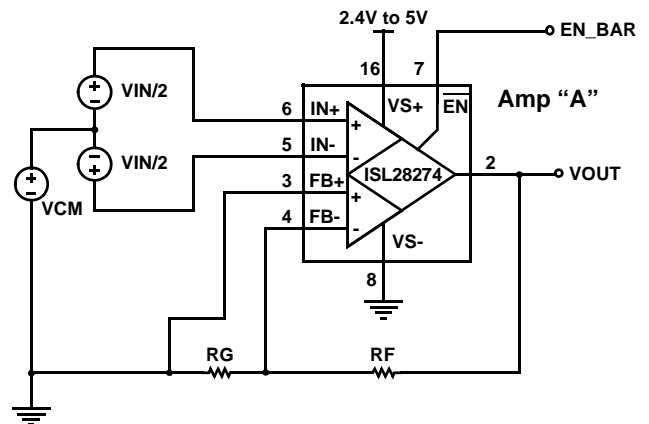 2.4V to 5V
EN_BAR
16 7
VIN/2
VS+ EN
Amp “A”
6 IN+
+
-
+
5 IN-
-
VIN/2
-
+
ISL28274
2
VOUT
3 FB+
+
+
-
VCM
4 FB-
-
VS-
8
RG RF